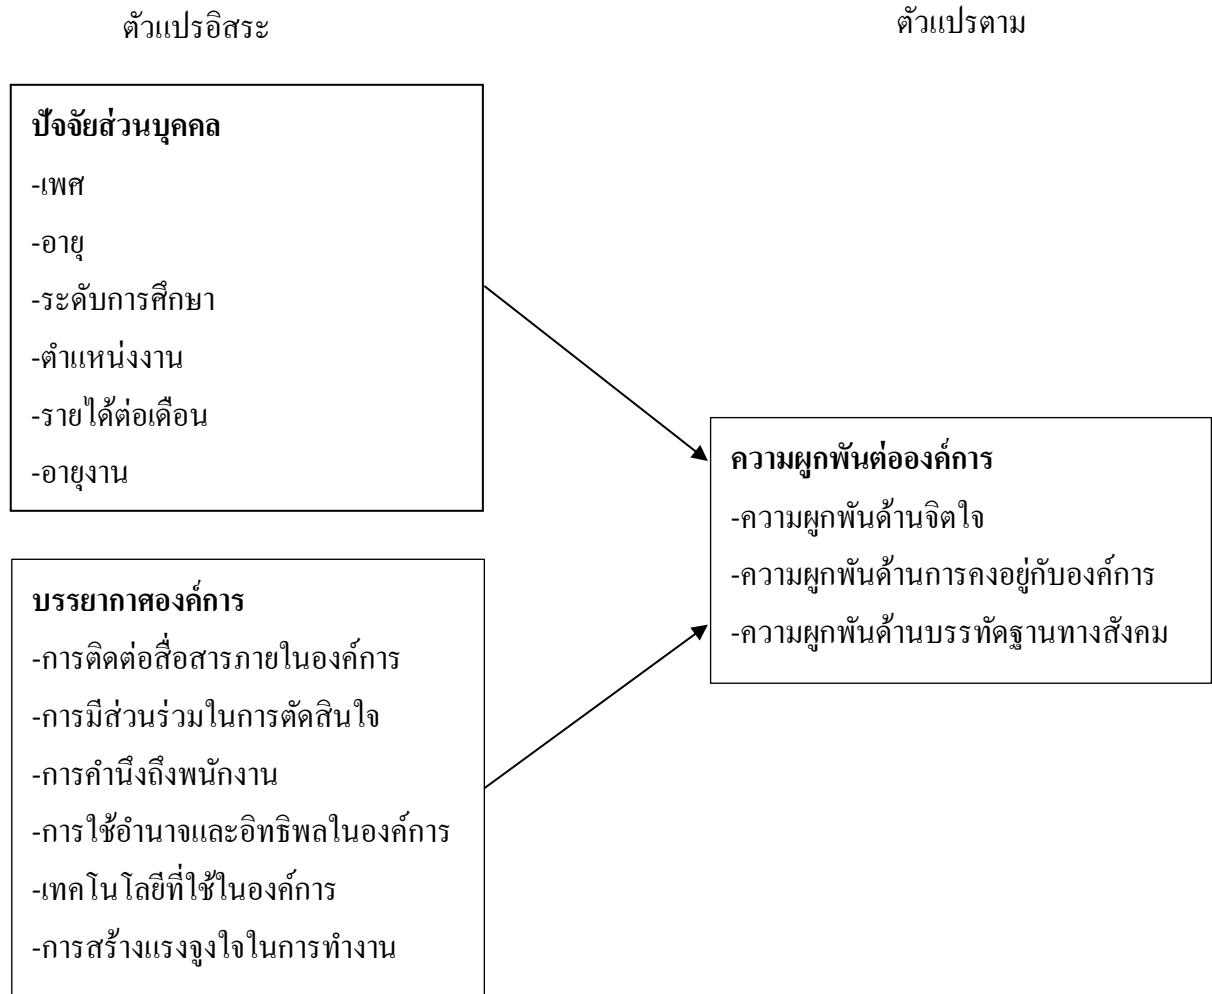 ตัวแปรอิสระ
ตัวแปรตาม
ปัจจัยส่วนบุคคล
-เพศ
-อายุ
-ระดับการศึกษา
-ตำแหน่งงาน
-รายได้ต่อเดือน
-อายุงาน
บรรยากาศองค์การ
-การติดต่อสื่อสารภายในองค์การ
-การมีส่วนร่วมในการตัดสินใจ
-การคำนึงถึงพนักงาน
-การใช้อำนาจและอิทธิพลในองค์การ
-เทคโนโลยีที่ใช้ในองค์การ
-การสร้างแรงจูงใจในการทำงาน
ความผูกพันต่อองค์การ
-ความผูกพันด้านจิตใจ
-ความผูกพันด้านการคงอยู่กับองค์การ
-ความผูกพันด้านบรรทัดฐานทางสังคม